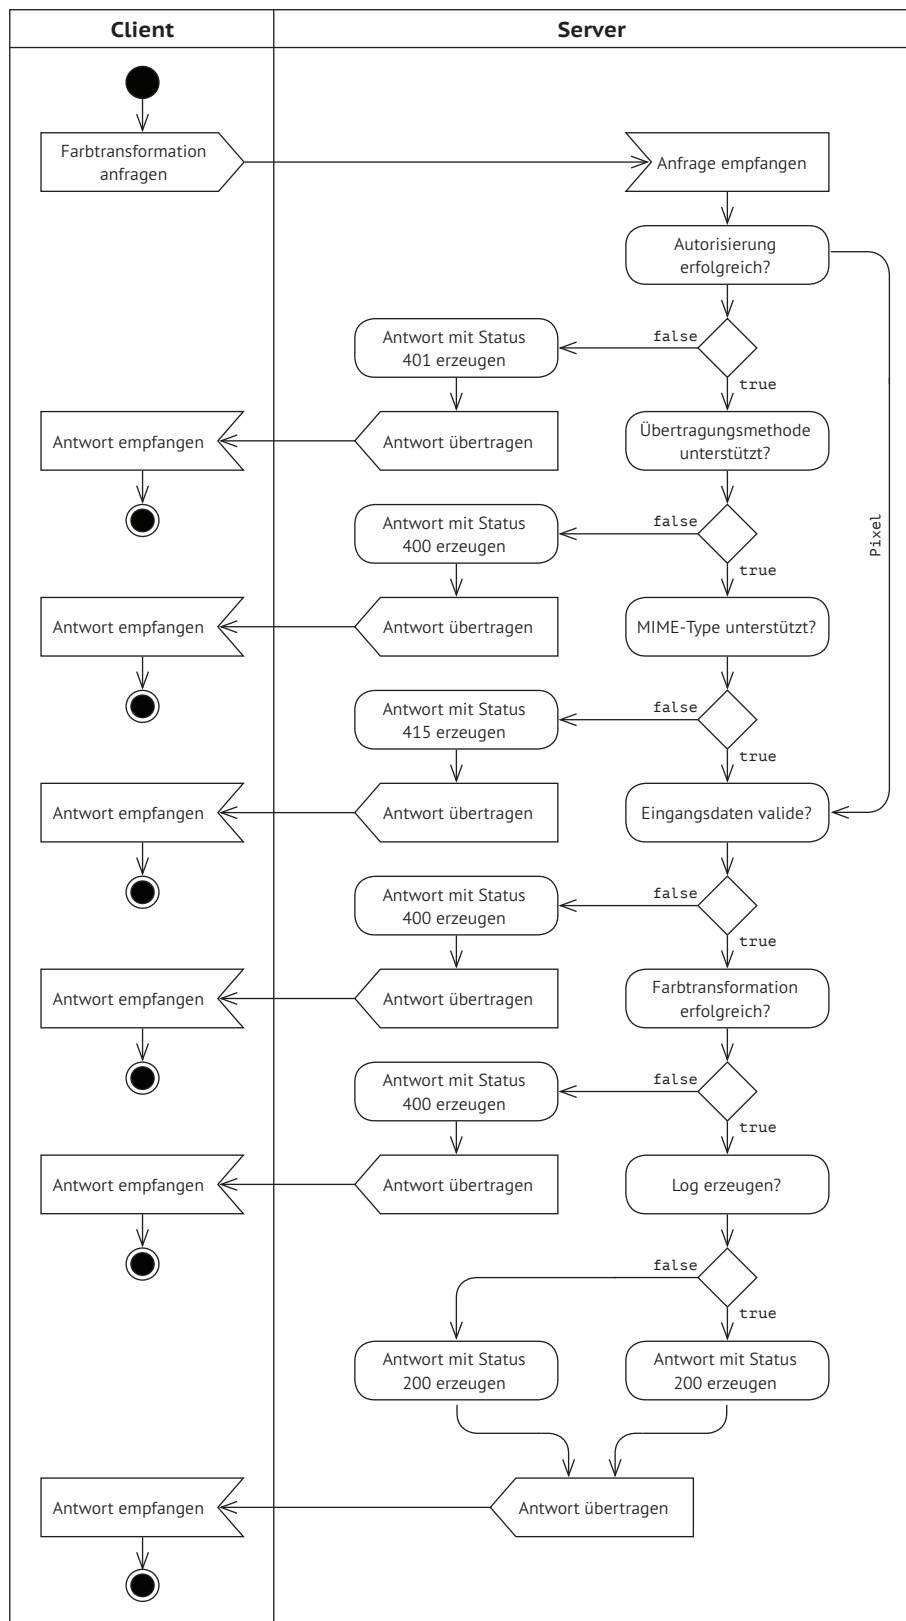 Client
Server
Farbtransformation
anfragen
Anfrage empfangen
Autorisierung
erfolgreich?
false
Antwort mit Status
401 erzeugen
true
Antwort empfangen
Antwort übertragen
Übertragungsmethode
unterstützt?
false
Antwort mit Status
400 erzeugen
Pixel
true
Antwort empfangen
Antwort übertragen
MIME-Type unterstützt?
false
Antwort mit Status
415 erzeugen
true
Antwort empfangen
Antwort übertragen
Eingangsdaten valide?
false
Antwort mit Status
400 erzeugen
true
Antwort empfangen
Antwort übertragen
Farbtransformation
erfolgreich?
false
Antwort mit Status
400 erzeugen
true
Antwort empfangen
Antwort übertragen
Log erzeugen?
false
true
Antwort mit Status
200 erzeugen
Antwort mit Status
200 erzeugen
Antwort empfangen
Antwort übertragen